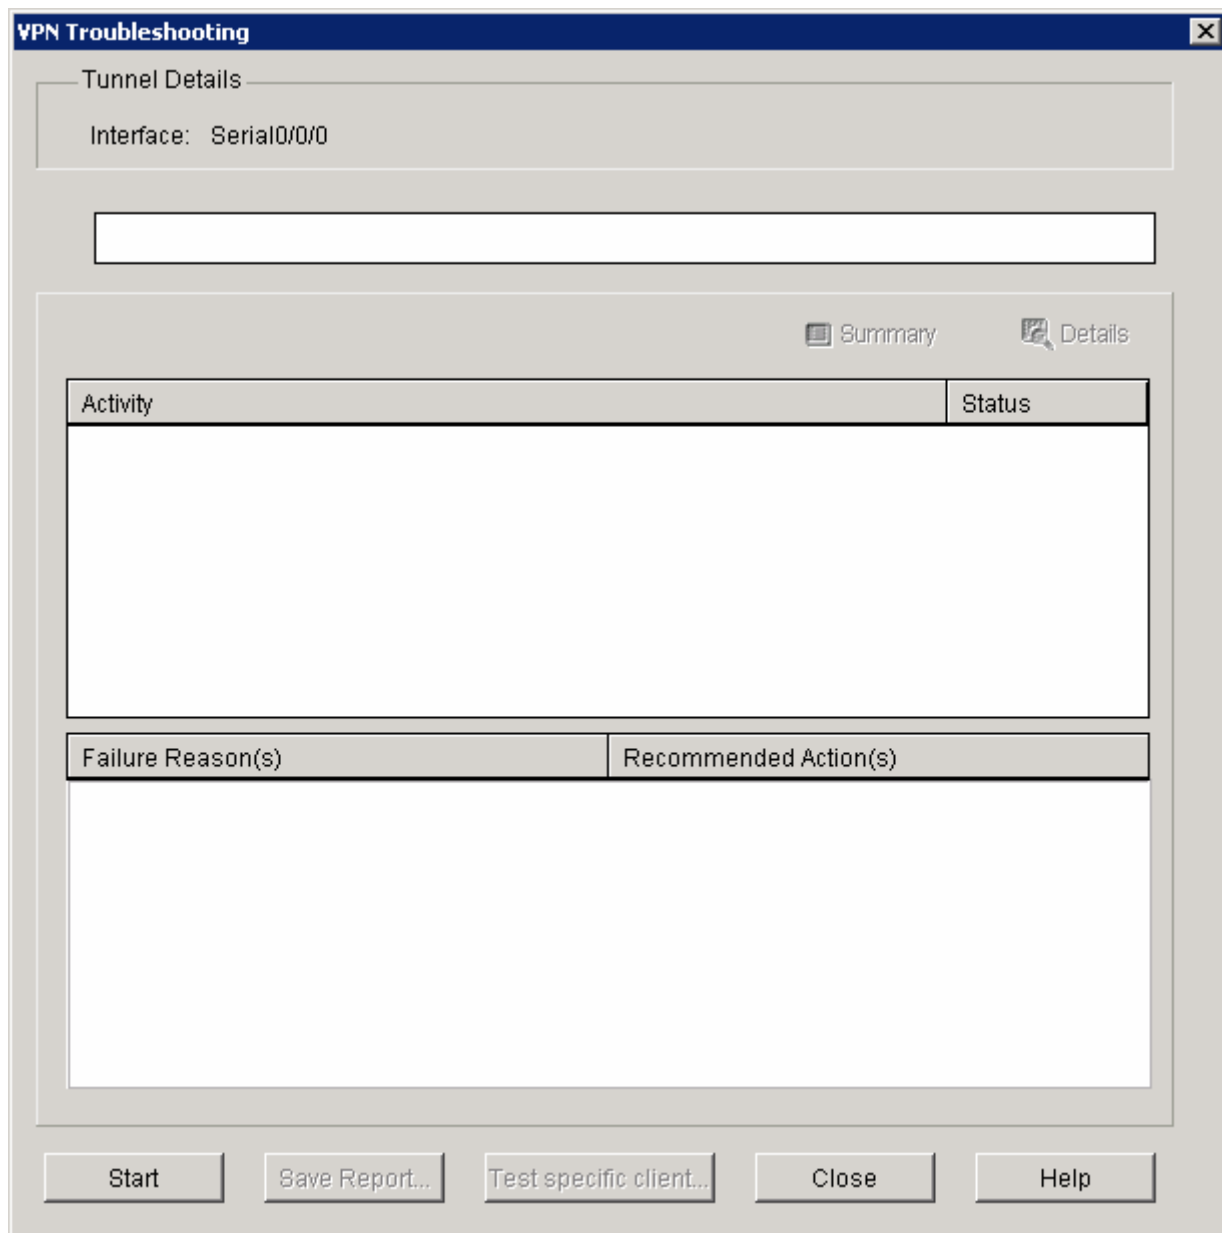 VPN Troubleshooting
Tunnel Details
Interface: Serial0/0/0
Summary Details
Activity Status
Failure Reason(s) Recommended Action(s)
Start Save Report... Test specific client... Close Help